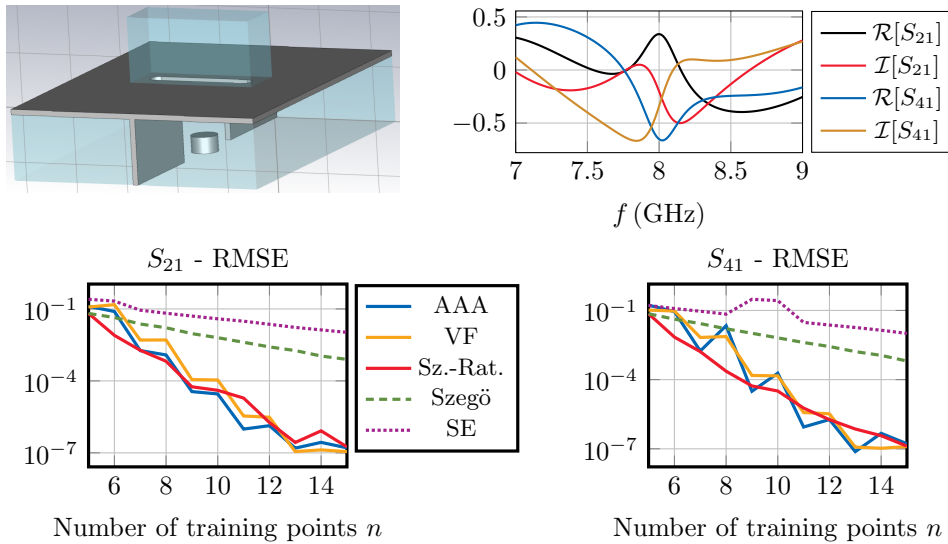 0.5
0
−0.5
7
7.5
8
8.5
9
f (GHz)
R[S21]
I[S21]
R[S41]
I[S41]
S21 - RMSE
10−1
10−4
10−7
6
8
10
12
14
Number of training points n
AAA
VF
Sz.-Rat.
Szegö
SE
S41 - RMSE
10−1
10−4
10−7
6
8
10
12
14
Number of training points n